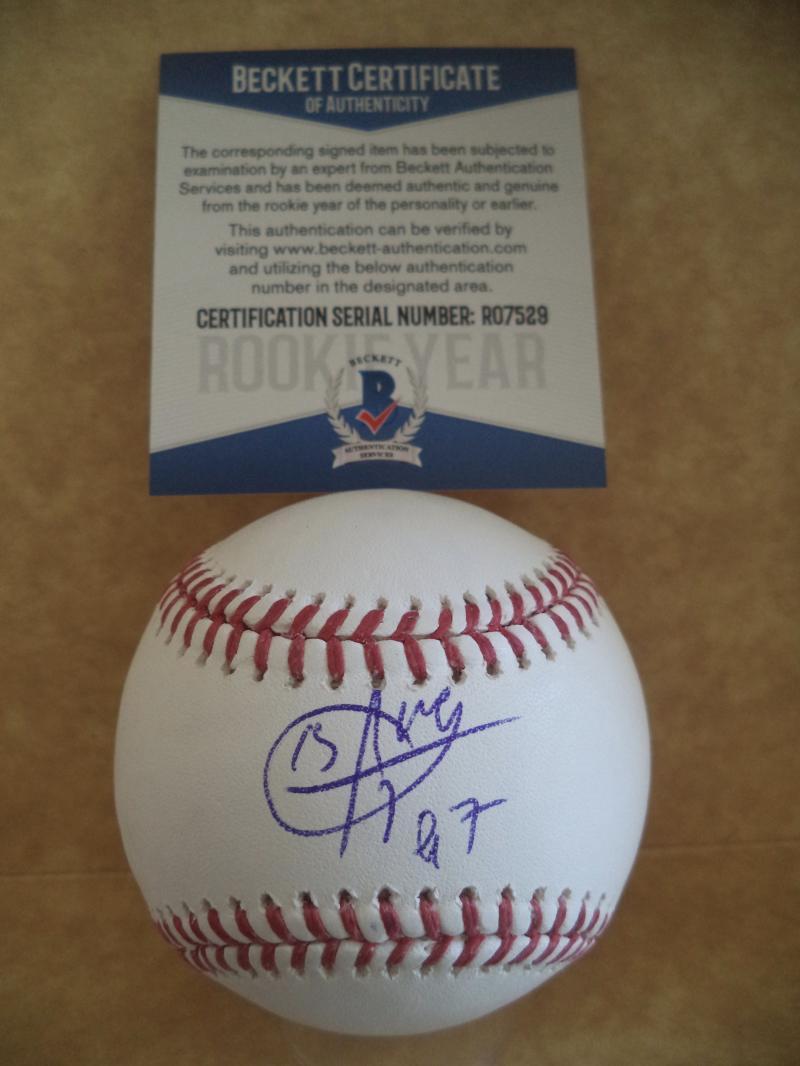 BECKETT CERTIFICATE
OF AUTHENTICITY
The corresponding signed item has been subjected to
examination by an expert from Beckett Authentication
Services and has been deemed authentic and genuine
from the rookie year of the personality or earlier.
This authentication can be verified by
visiting www.beckett-authentication.com
and utilizing the below authentication
number in the designated area.
CERTIFICATION SERIAL NUMBER: R07529
ROOKIE YEAR
BECKETT
B
AUTHENTICATION
SERVICES